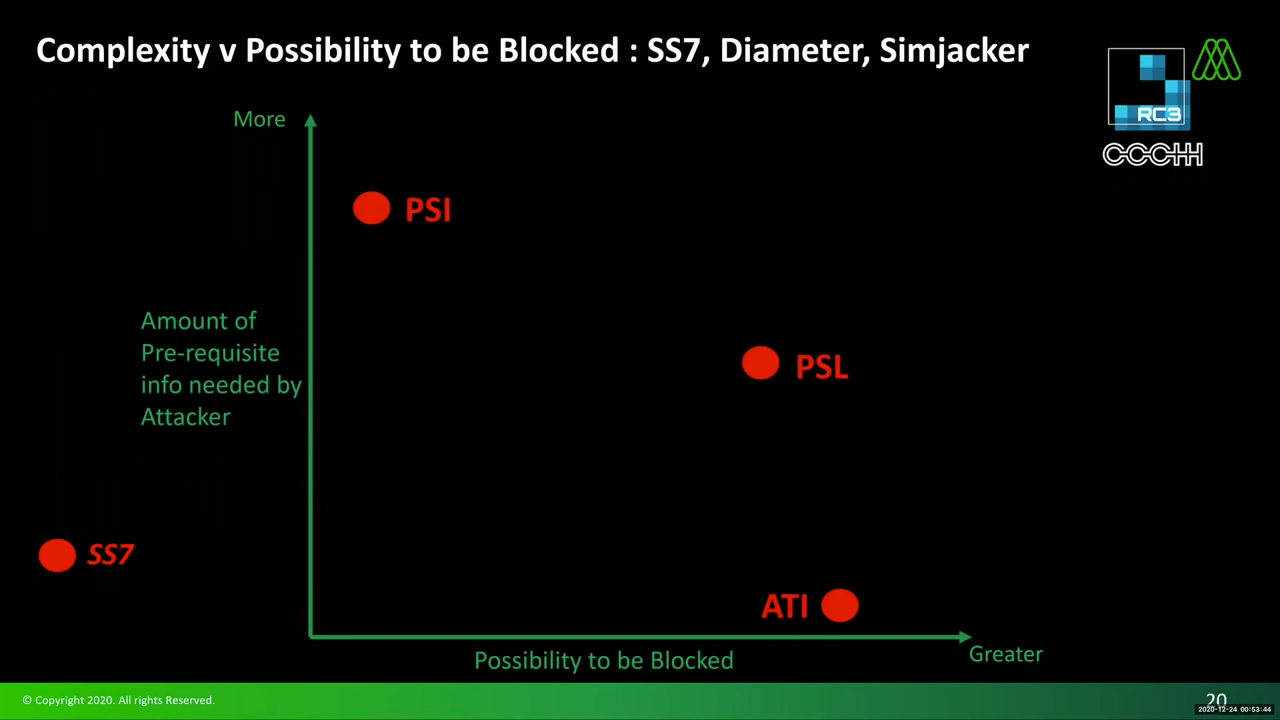 Complexity v Possibility to be Blocked : SS7, Diameter, Simjacker
RC3
CCCHH
More
PSI
Amount of
Pre-requisite
info needed by
Attacker
PSL
SS7
ATI
Possibility to be Blocked
Greater
© Copyright 2020. All rights Reserved.
20
2020-12-24 00:53:44